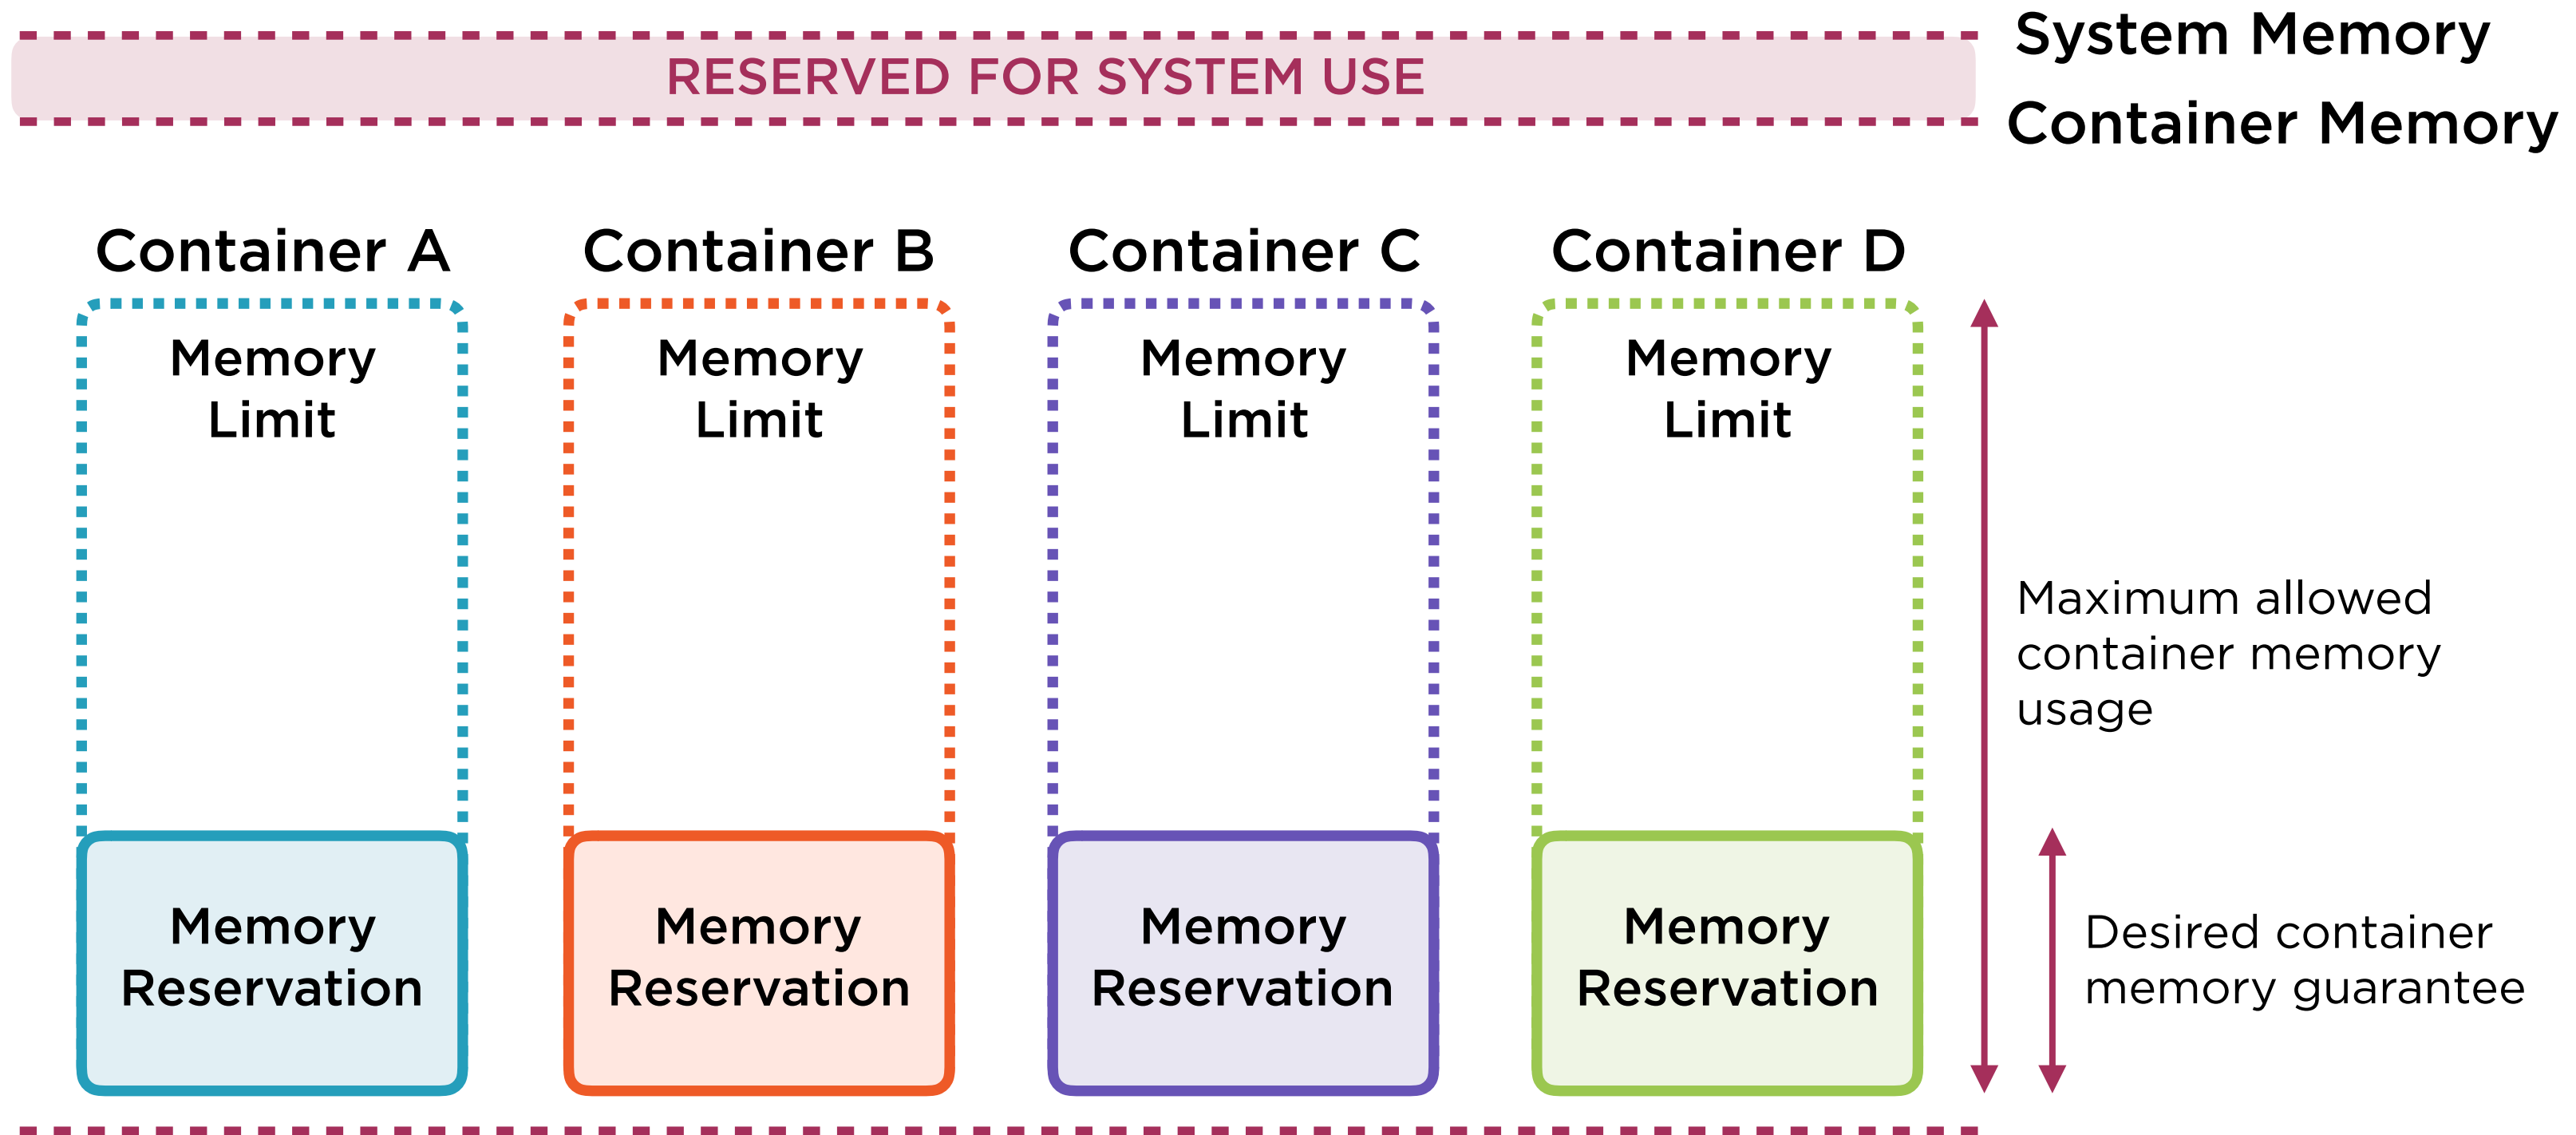 System Memory
RESERVED FOR SYSTEM USE
Container Memory
Container A
Container B
Container C
Container D
Memory
Limit
Memory
Limit
Memory
Limit
Memory
Limit
Maximum allowed
container memory
usage
Memory
Reservation
Memory
Reservation
Memory
Reservation
Memory
Reservation
Desired container
memory guarantee